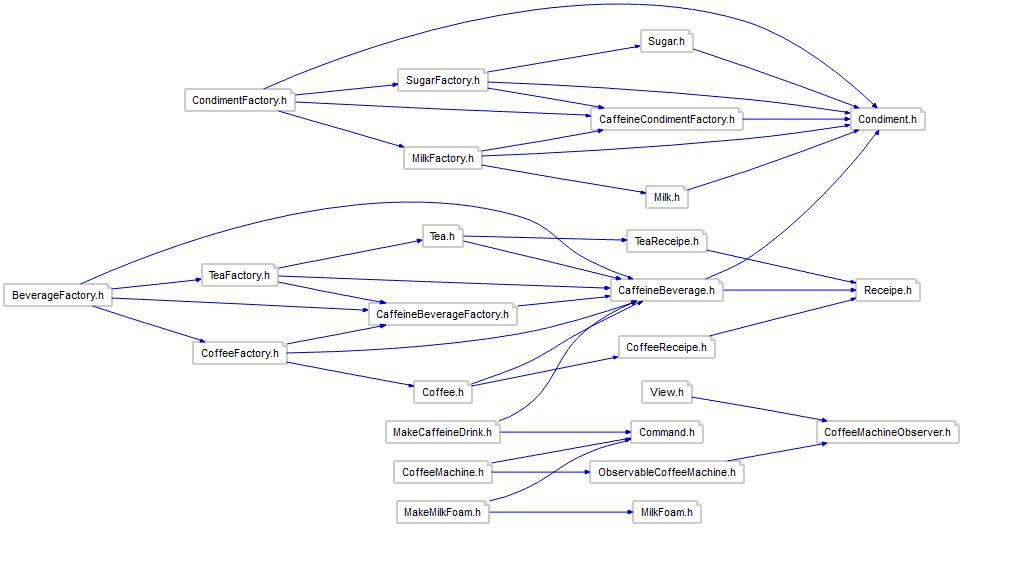 Sugar.h
SugarFactory.h
CondimentFactory.h
CaffeineCondimentFactory.h
Condiment.h
MilkFactory.h
Milk.h
Tea.h
TeaReceipe.h
TeaFactory.h
BeverageFactory.h
CaffeineBeverage.h
Receipe.h
CaffeineBeverageFactory.h
CoffeeFactory.h
CoffeeReceipe.h
Coffee.h
View.h
MakeCaffeineDrink.h
Command.h
CoffeeMachineObserver.h
CoffeeMachine.h
ObservableCoffeeMachine.h
MakeMilkFoam.h
MilkFoam.h